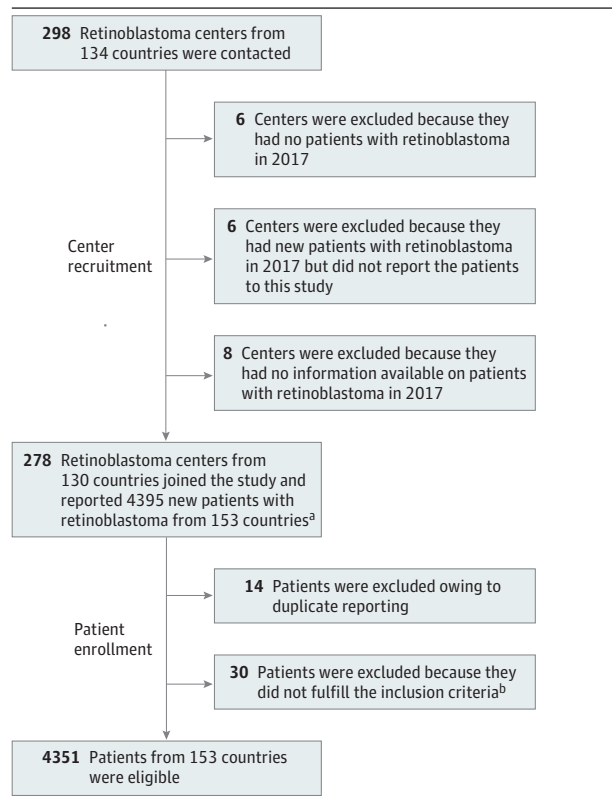 298 Retinoblastoma centers from
134 countries were contacted
6 Centers were excluded because they
had no patients with retinoblastoma
in 2017
6 Centers were excluded because they
had new patients with retinoblastoma
in 2017 but did not report the patients
to this study
Center
recruitment
8 Centers were excluded because they
had no information available on patients
with retinoblastoma in 2017
278 Retinoblastoma centers from
130 countries joined the study and
reported 4395 new patients with
retinoblastoma from 153 countriesᵃ
14 Patients were excluded owing to
duplicate reporting
Patient
enrollment
30 Patients were excluded because they
did not fulfill the inclusion criteriaᵇ
4351 Patients from 153 countries
were eligible